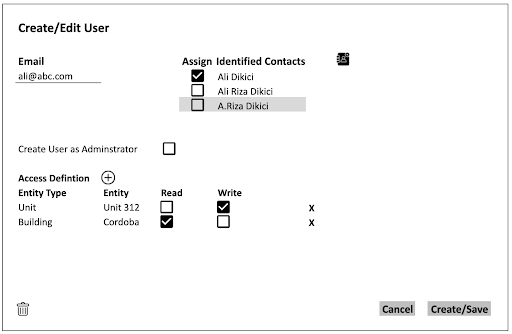 Create/Edit User
Email
Assign Identified Contacts
ali@abc.com
Ali Dikici
Ali Riza Dikici
A.Riza Dikici
Create User as Adminstrator
Access Defintion
Entity Type Entity Read Write
Unit Unit 312 X
Building Cordoba X
Cancel Create/Save